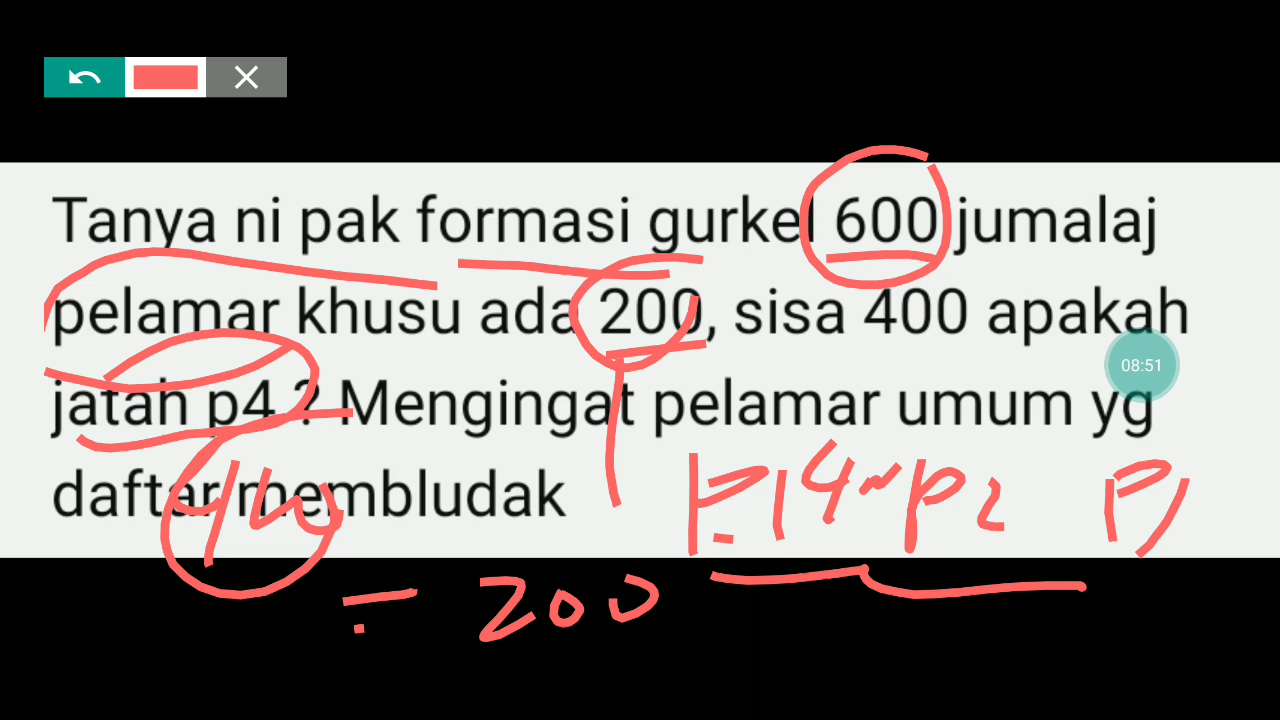 Tanya ni pak formasi gurkel 600 jumalaj
pelamar khusu ada 200, sisa 400 apakah
08:51
jatah p4 ? Mengingat pelamar umum yg
daftar membludak
200